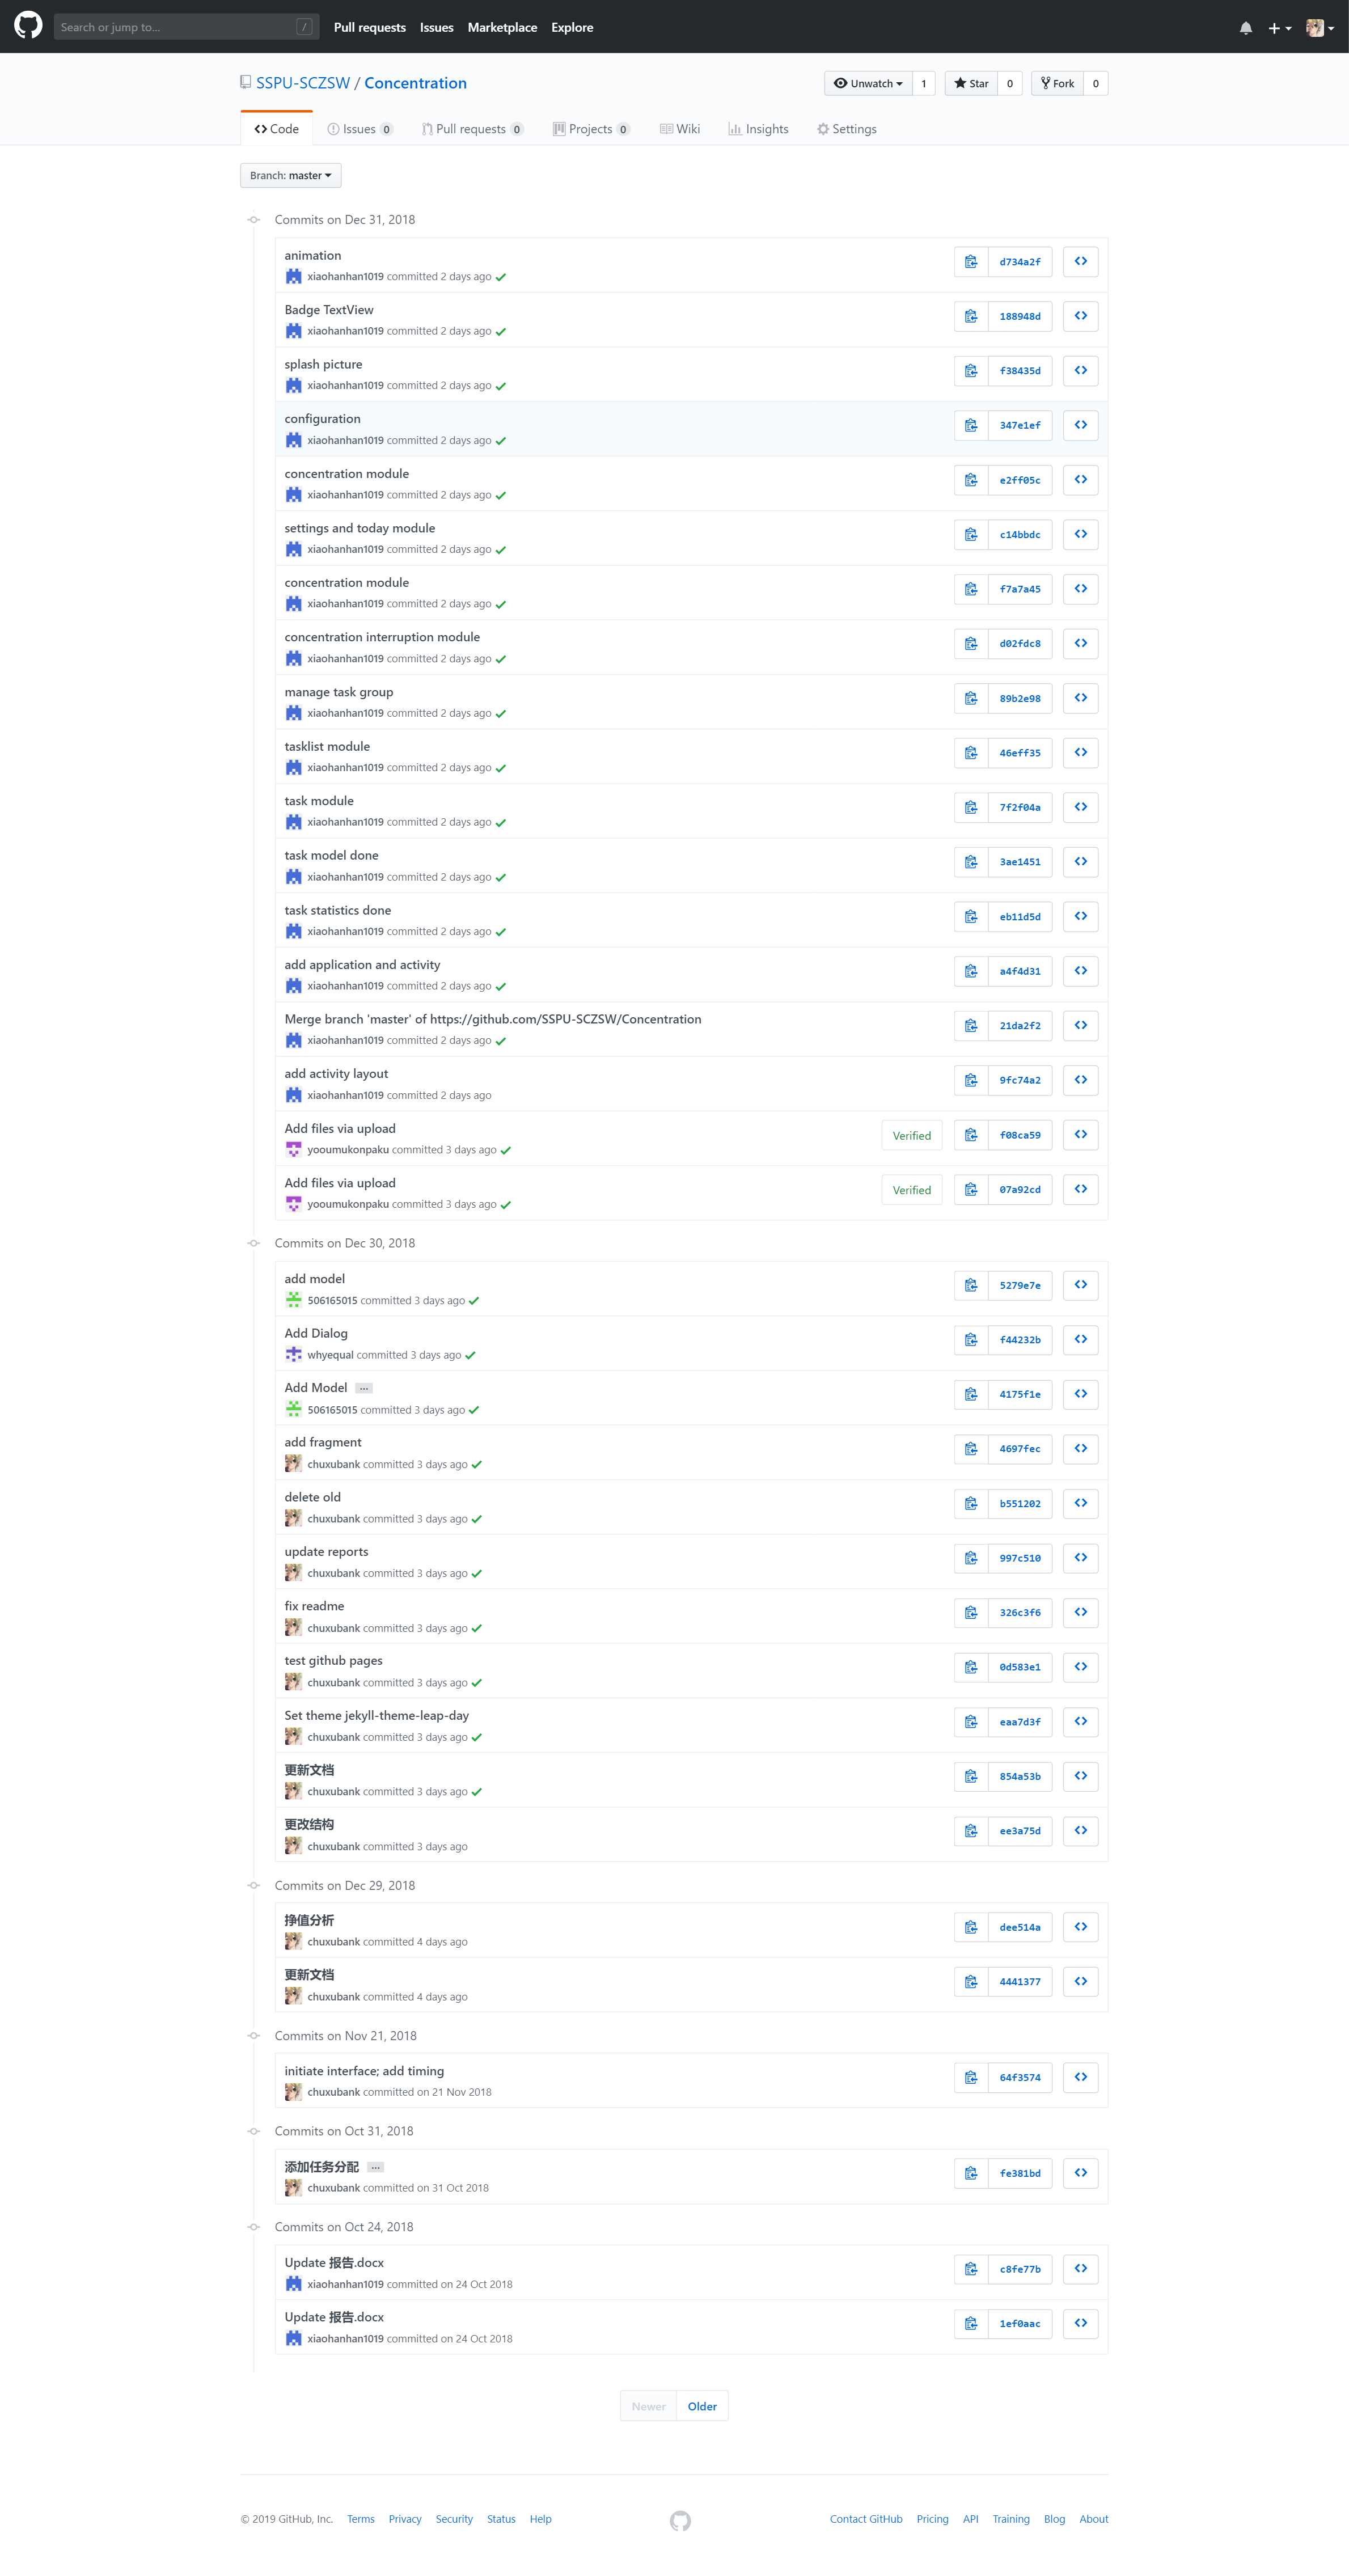 Search or jump to... /
Pull requests Issues Marketplace Explore
SSPU-SCZSW / Concentration
Unwatch 1 Star 0 Fork 0
Code Issues 0 Pull requests 0 Projects 0 Wiki Insights Settings
Branch: master
Commits on Dec 31, 2018
animation
xiaohanhan1019 committed 2 days ago
d734a2f
Badge TextView
xiaohanhan1019 committed 2 days ago
188948d
splash picture
xiaohanhan1019 committed 2 days ago
f38435d
configuration
xiaohanhan1019 committed 2 days ago
347e1ef
concentration module
xiaohanhan1019 committed 2 days ago
e2ff05c
settings and today module
xiaohanhan1019 committed 2 days ago
c14bbdc
concentration module
xiaohanhan1019 committed 2 days ago
f7a7a45
concentration interruption module
xiaohanhan1019 committed 2 days ago
d02fdc8
manage task group
xiaohanhan1019 committed 2 days ago
89b2e98
tasklist module
xiaohanhan1019 committed 2 days ago
46eff35
task module
xiaohanhan1019 committed 2 days ago
7f2f04a
task model done
xiaohanhan1019 committed 2 days ago
3ae1451
task statistics done
xiaohanhan1019 committed 2 days ago
eb11d5d
add application and activity
xiaohanhan1019 committed 2 days ago
a4f4d31
Merge branch 'master' of https://github.com/SSPU-SCZSW/Concentration
xiaohanhan1019 committed 2 days ago
21da2f2
add activity layout
xiaohanhan1019 committed 2 days ago
9fc74a2
Add files via upload
yooumukonpaku committed 3 days ago
Verified f08ca59
Add files via upload
yooumukonpaku committed 3 days ago
Verified 07a92cd
Commits on Dec 30, 2018
add model
506165015 committed 3 days ago
5279e7e
Add Dialog
whyequal committed 3 days ago
f44232b
Add Model …
506165015 committed 3 days ago
4175f1e
add fragment
chuxubank committed 3 days ago
4697fec
delete old
chuxubank committed 3 days ago
b551202
update reports
chuxubank committed 3 days ago
997c510
fix readme
chuxubank committed 3 days ago
326c3f6
test github pages
chuxubank committed 3 days ago
0d583e1
Set theme jekyll-theme-leap-day
chuxubank committed 3 days ago
eaa7d3f
更新文档
chuxubank committed 3 days ago
854a53b
更改结构
chuxubank committed 3 days ago
ee3a75d
Commits on Dec 29, 2018
挣值分析
chuxubank committed 4 days ago
dee514a
更新文档
chuxubank committed 4 days ago
4441377
Commits on Nov 21, 2018
initiate interface; add timing
chuxubank committed on 21 Nov 2018
64f3574
Commits on Oct 31, 2018
添加任务分配 …
chuxubank committed on 31 Oct 2018
fe381bd
Commits on Oct 24, 2018
Update 报告.docx
xiaohanhan1019 committed on 24 Oct 2018
c8fe77b
Update 报告.docx
xiaohanhan1019 committed on 24 Oct 2018
1ef0aac
Newer Older
© 2019 GitHub, Inc. Terms Privacy Security Status Help Contact GitHub Pricing API Training Blog About